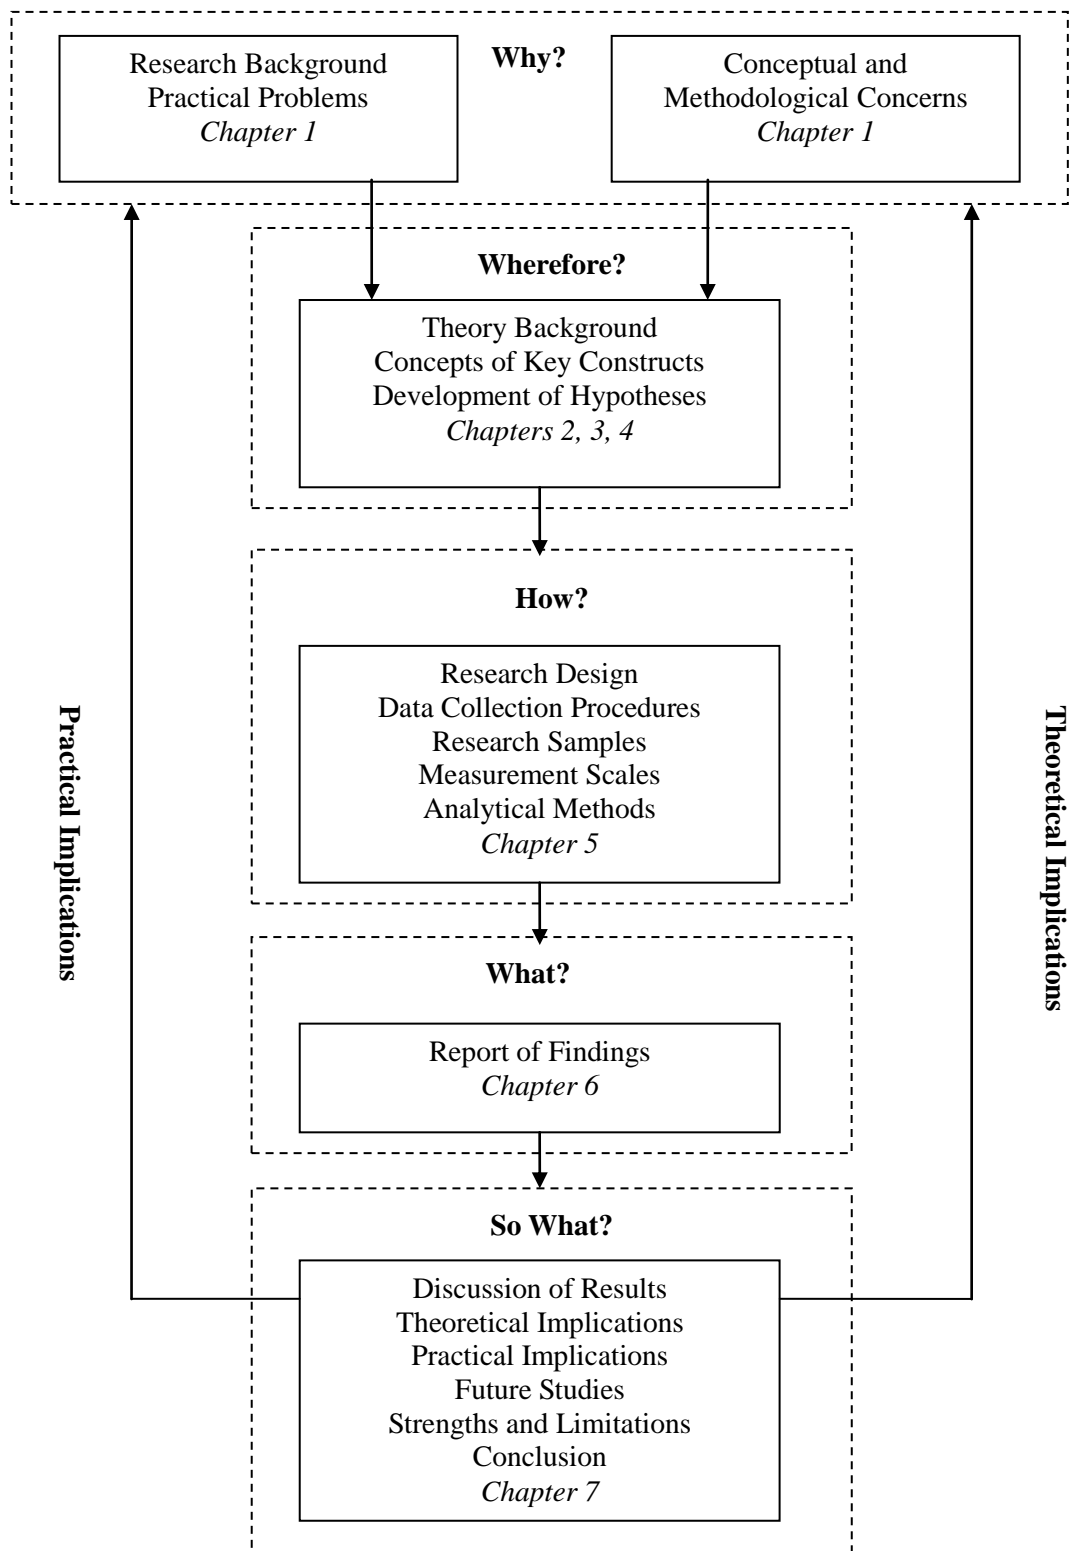 Why?
Research Background
Practical Problems
Chapter 1
Conceptual and
Methodological Concerns
Chapter 1
Wherefore?
Theory Background
Concepts of Key Constructs
Development of Hypotheses
Chapters 2, 3, 4
How?
Research Design
Data Collection Procedures
Research Samples
Measurement Scales
Analytical Methods
Chapter 5
Practical Implications
Theoretical Implications
What?
Report of Findings
Chapter 6
So What?
Discussion of Results
Theoretical Implications
Practical Implications
Future Studies
Strengths and Limitations
Conclusion
Chapter 7